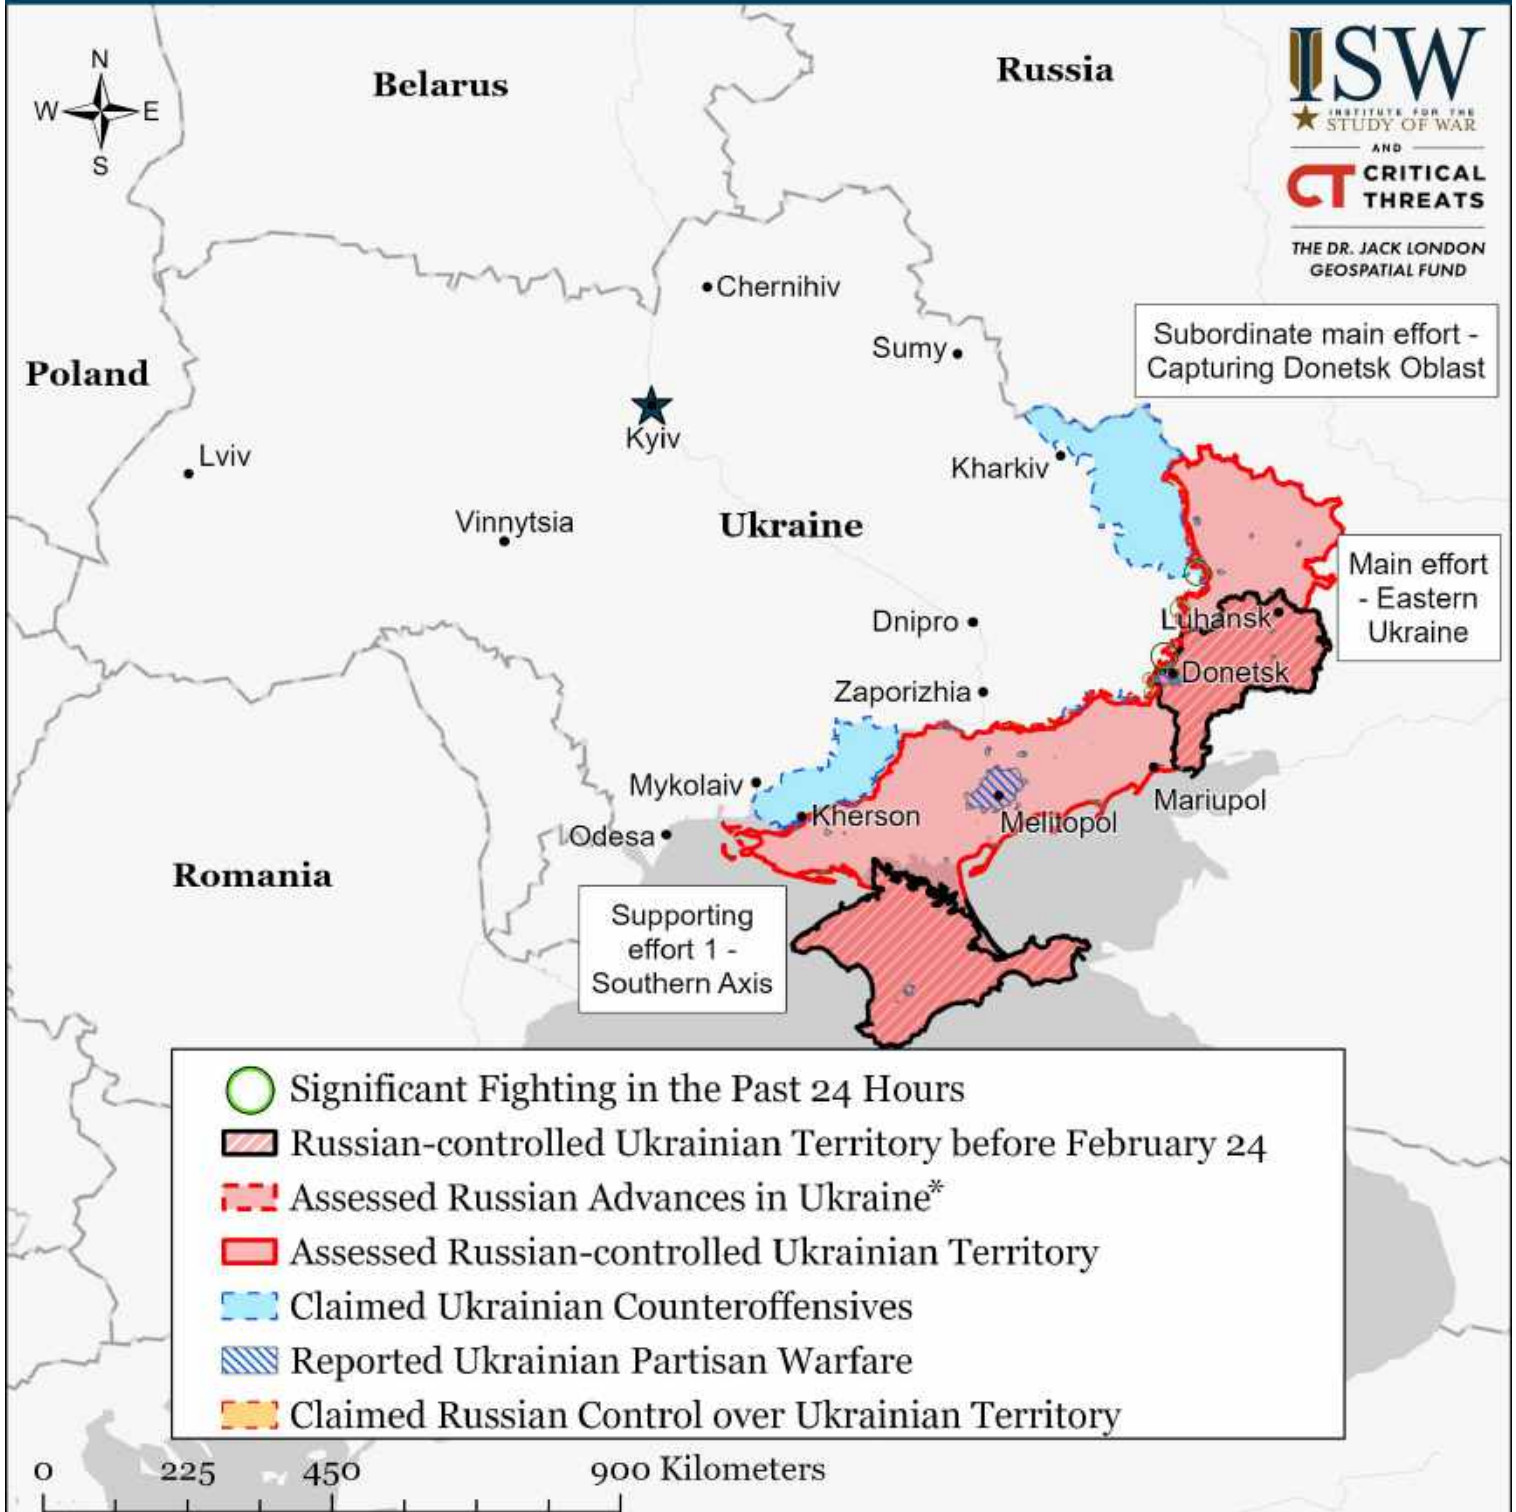 N
W E
S
Belarus
Russia
ISW
INSTITUTE FOR THE
STUDY OF WAR
AND
CT CRITICAL
THREATS
THE DR. JACK LONDON
GEOSPATIAL FUND
Chernihiv
Sumy
Subordinate main effort -
Capturing Donetsk Oblast
Poland
Kyiv
Lviv
Kharkiv
Vinnytsia
Ukraine
Main effort
- Eastern
Ukraine
Dnipro
Luhansk
Donetsk
Zaporizhia
Mykolaiv
Kherson
Melitopol
Mariupol
Odesa
Romania
Supporting
effort 1 -
Southern Axis
Significant Fighting in the Past 24 Hours
Russian-controlled Ukrainian Territory before February 24
Assessed Russian Advances in Ukraine*
Assessed Russian-controlled Ukrainian Territory
Claimed Ukrainian Counteroffensives
Reported Ukrainian Partisan Warfare
Claimed Russian Control over Ukrainian Territory
0 225 450 900 Kilometers